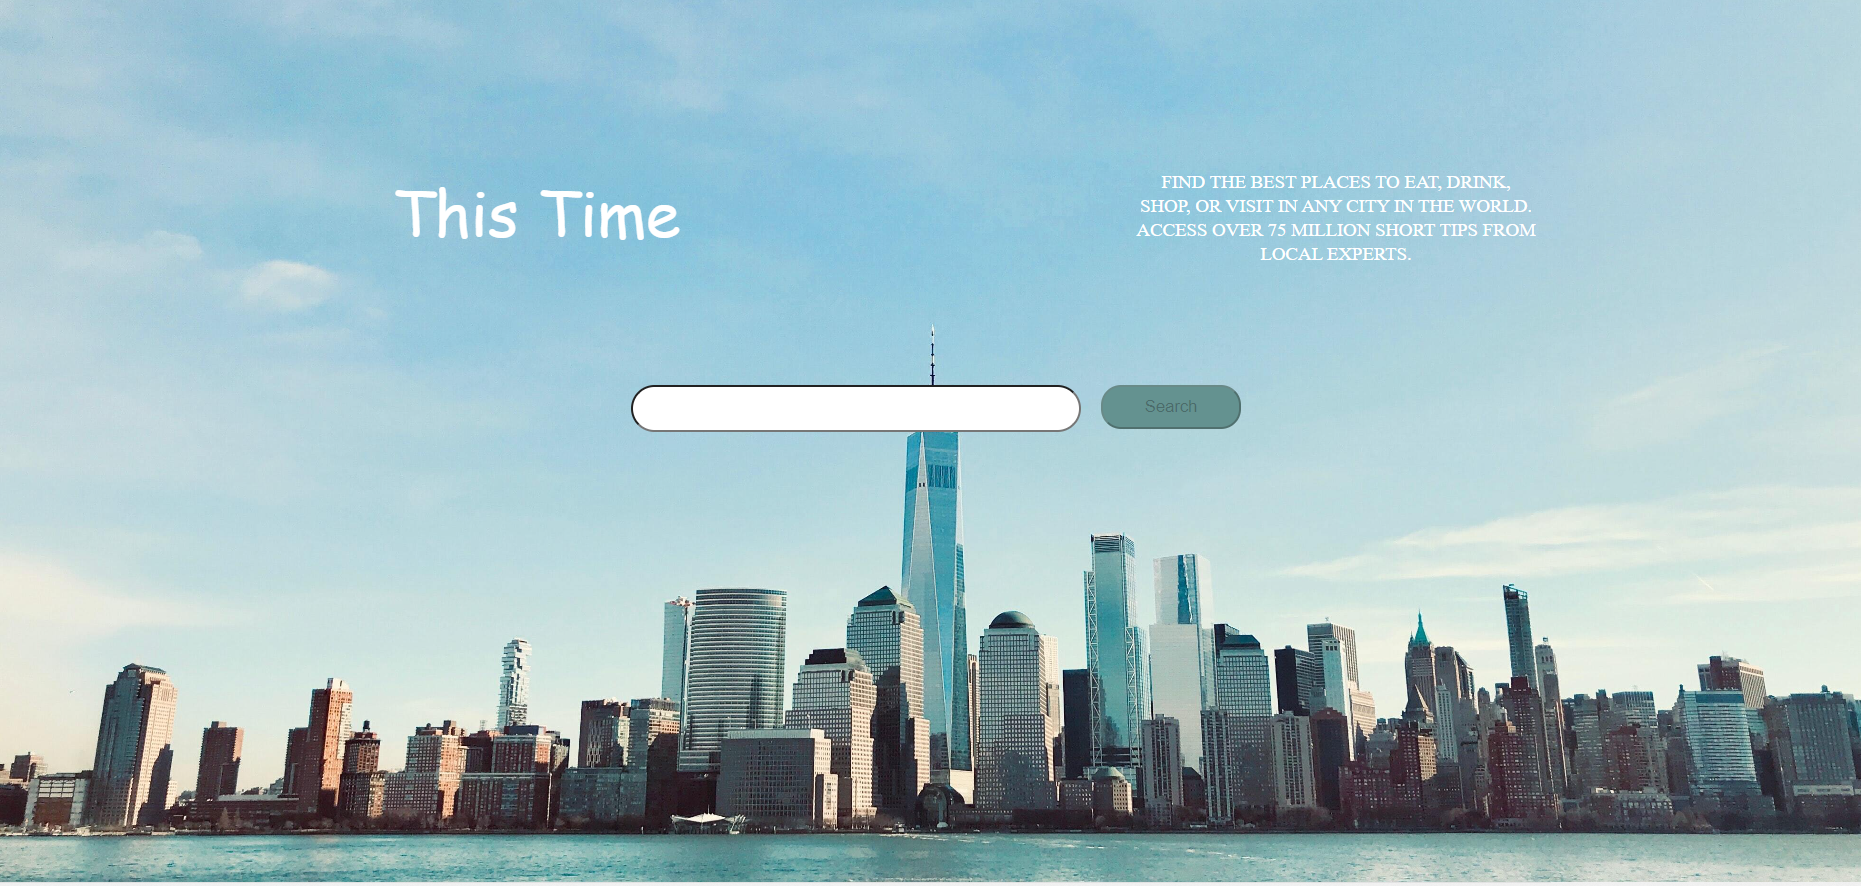 This Time
FIND THE BEST PLACES TO EAT, DRINK,
SHOP, OR VISIT IN ANY CITY IN THE WORLD.
ACCESS OVER 75 MILLION SHORT TIPS FROM
LOCAL EXPERTS.
Search